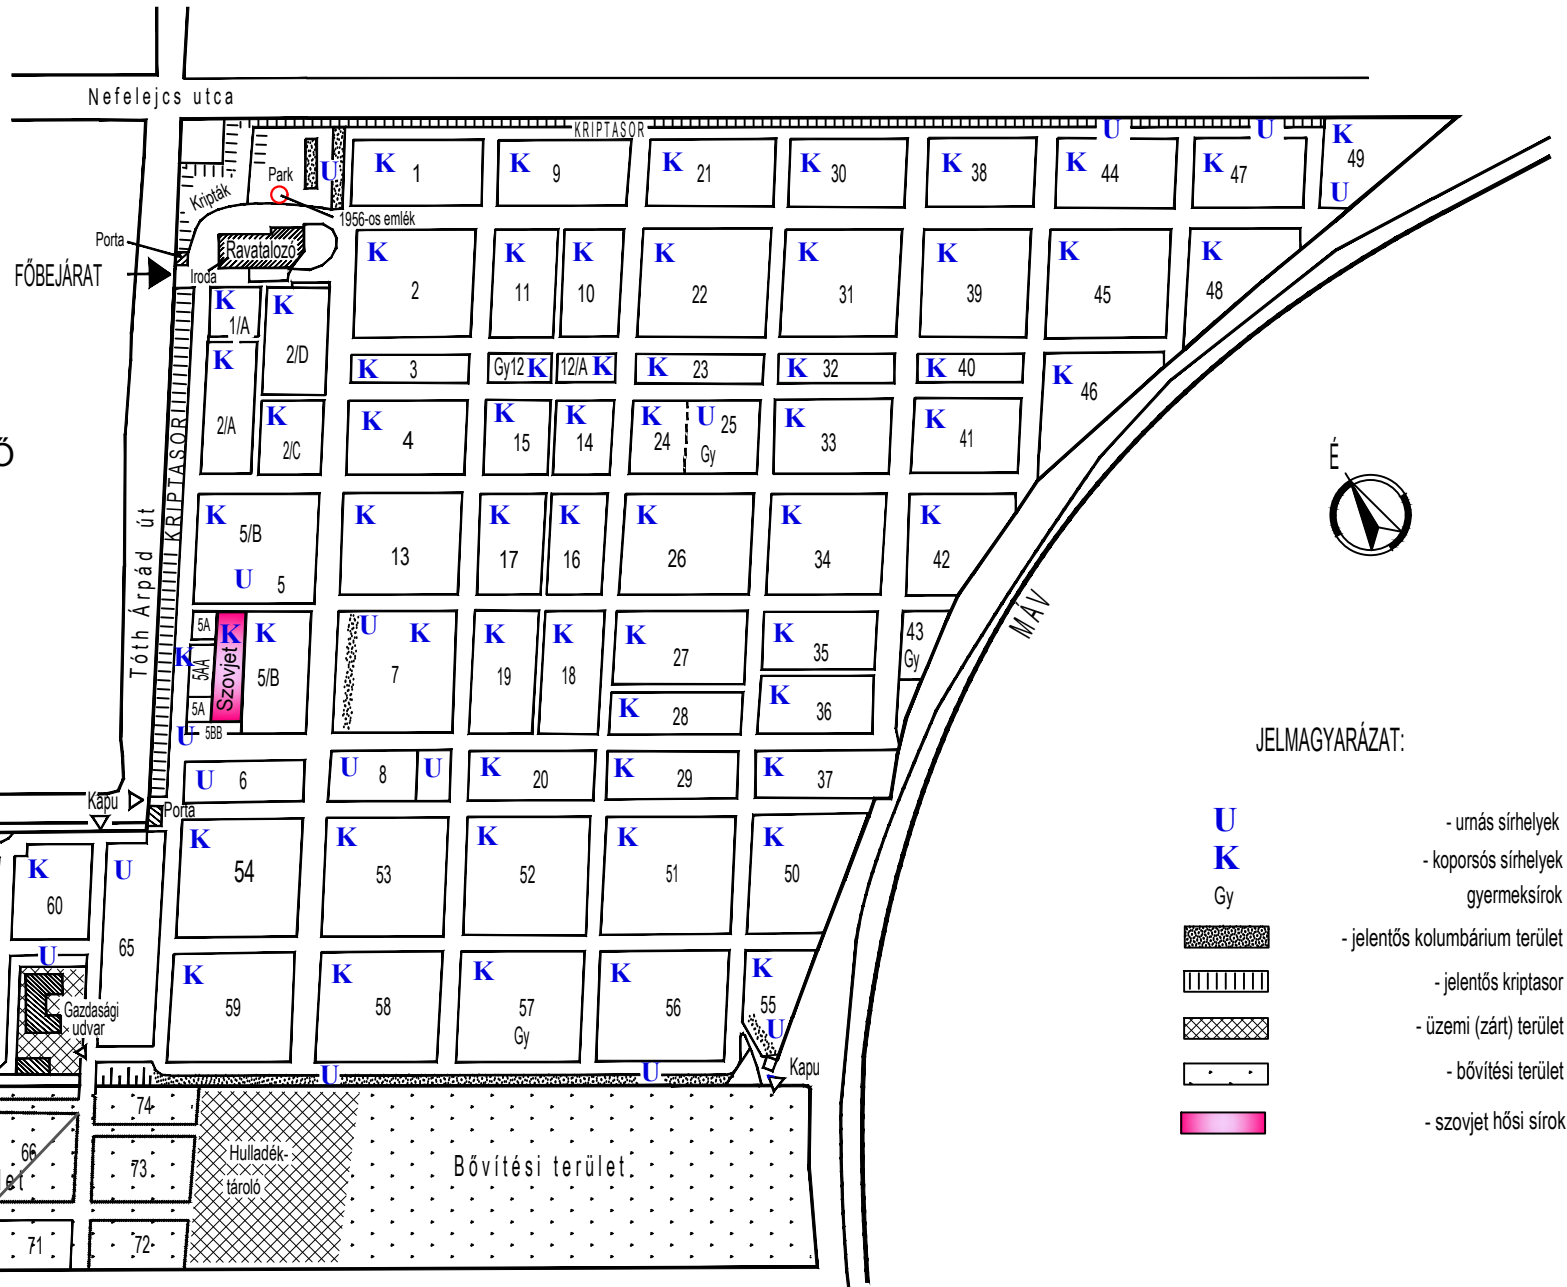 Nefelejcs utca
KRIPTASOR
K 1
K 9
K 21
K 30
K 38
U
K 44
U
K 47
K
49
U
U
Park
Kripták
1956-os emlék
Porta
Ravatalozó
FŐBEJÁRAT
Iroda
K
2
K
11
K
10
K
22
K
31
K
39
K
45
K
48
K
1/A
K
2/D
K 3
Gy12 K
12/A K
K 23
K 32
K 40
K 46
K
2/A
K
2/C
K 4
K
15
K
14
K
24
U 25
Gy
K
33
K
41
Ő
É
KRIPTASOR
Tóth Árpád út
K
5/B
U 5
K
13
K
17
K
16
K
26
K
34
K
42
MÁV
5A
K
5AA
5A
K
Szovjet
K
5/B
U
5BB
U K
7
K
19
K
18
K
27
K
35
43
Gy
K
28
K
36
JELMAGYARÁZAT:
U 6
U 8
U
K 20
K 29
K 37
Kapu
Porta
U - urnás sírhelyek
K - koporsós sírhelyek
Gy gyermeksírok
- jelentős kolumbárium terület
- jelentős kriptasor
- üzemi (zárt) terület
- bővítési terület
- szovjet hősi sírok
K
60
U
65
K
54
K
53
K
52
K
51
K
50
U
Gazdasági
udvar
K
59
K
58
K
57
Gy
K
56
K
55
U
U
U
Kapu
74
66
73
let
71
72
Hulladék-
tároló
Bővítési terület